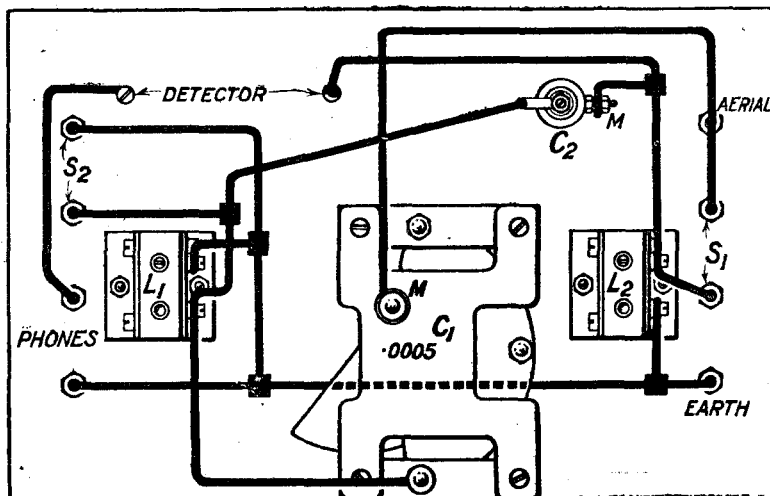 DETECTOR
AERIAL
M
C2
S2
S1
L1
L2
M
C1
.0005
PHONES
EARTH